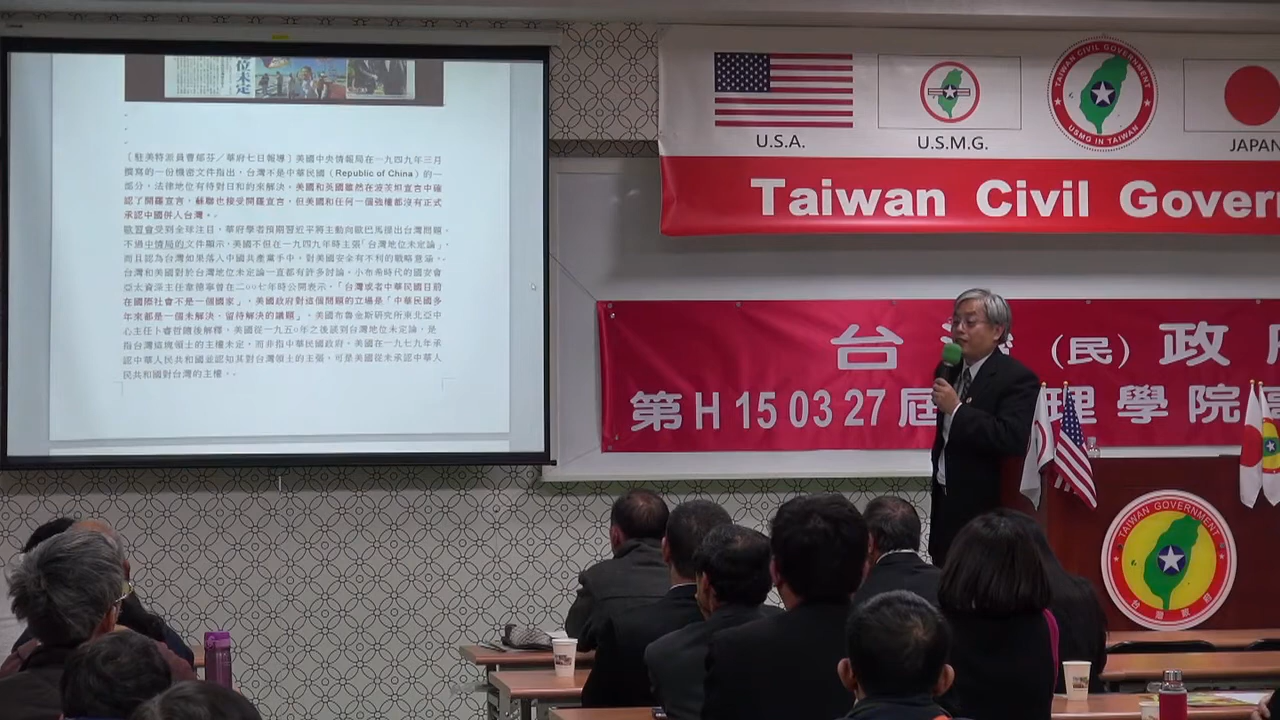 位未定
〔駐美特派員曹郁芬／華府七日報導〕美國中央情報局在一九四九年三月
撰寫的一份機密文件指出，台灣不是中華民國（Republic of China）的一
部分，法律地位有待對日和約來解決。美國和英國雖然在波茨坦宣言中確
認了開羅宣言，蘇聯也接受開羅宣言，但美國和任何一個強權都沒有正式
承認中國併入台灣。
歐習會受到全球注目，華府學者預期習近平將主動向歐巴馬提出台灣問題。
不過中情局的文件顯示，美國不但在一九四九年時主張「台灣地位未定論」，
而且認為台灣如果落入中國共產黨手中，對美國安全有不利的戰略意涵。
台灣和美國對於台灣地位未定論一直都有許多討論。小布希時代的國安會
亞太資深主任韋德寧曾在二〇〇七年時公開表示，「台灣或者中華民國目前
在國際社會不是一個國家」，美國政府對這個問題的立場是「中華民國多
年來都是一個未解決、留待解決的議題」。美國布魯金斯研究所東北亞中
心主任卜睿哲隨後解釋，美國從一九五〇年之後談到台灣地位未定論，是
指台灣這塊領土的主權未定，而非指中華民國政府。美國在一九七九年承
認中華人民共和國並認知其對台灣領土的主張，可是美國從未承認中華人
民共和國對台灣的主權。
U.S.A.
U.S.M.G.
TAIWAN CIVIL GOVERNMENT
USMG IN TAIWAN
JAPAN
Taiwan Civil Gover
台灣（民）政府
第H 15 03 27屆 理學院
TAIWAN GOVERNMENT
台灣政府